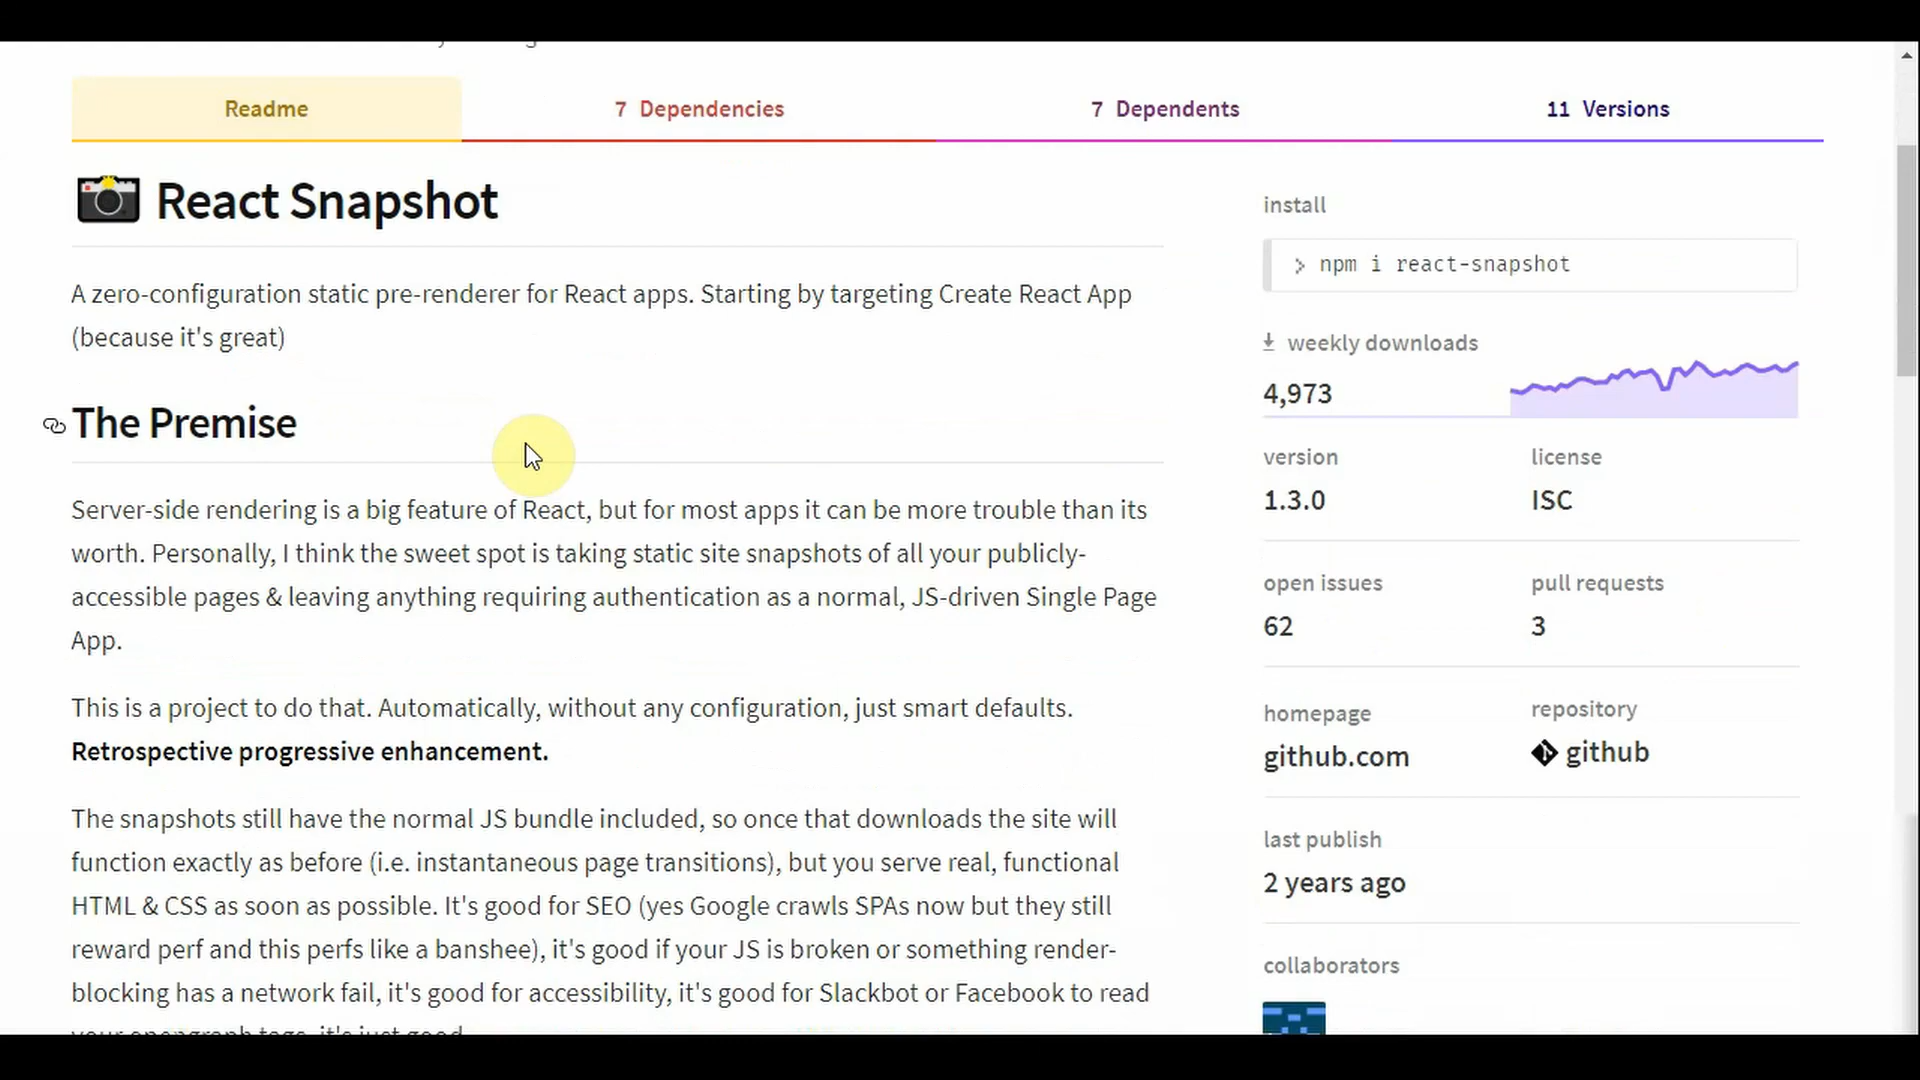 Readme
7 Dependencies
7 Dependents
11 Versions
React Snapshot
A zero-configuration static pre-renderer for React apps. Starting by targeting Create React App
(because it's great)
The Premise
Server-side rendering is a big feature of React, but for most apps it can be more trouble than its
worth. Personally, I think the sweet spot is taking static site snapshots of all your publicly-
accessible pages & leaving anything requiring authentication as a normal, JS-driven Single Page
App.
This is a project to do that. Automatically, without any configuration, just smart defaults.
Retrospective progressive enhancement.
The snapshots still have the normal JS bundle included, so once that downloads the site will
function exactly as before (i.e. instantaneous page transitions), but you serve real, functional
HTML & CSS as soon as possible. It's good for SEO (yes Google crawls SPAs now but they still
reward perf and this perfs like a banshee), it's good if your JS is broken or something render-
blocking has a network fail, it's good for accessibility, it's good for Slackbot or Facebook to read
your opengraph tags, it's just good.
install
> npm i react-snapshot
weekly downloads
4,973
version
1.3.0
license
ISC
open issues
62
pull requests
3
homepage
github.com
repository
github
last publish
2 years ago
collaborators